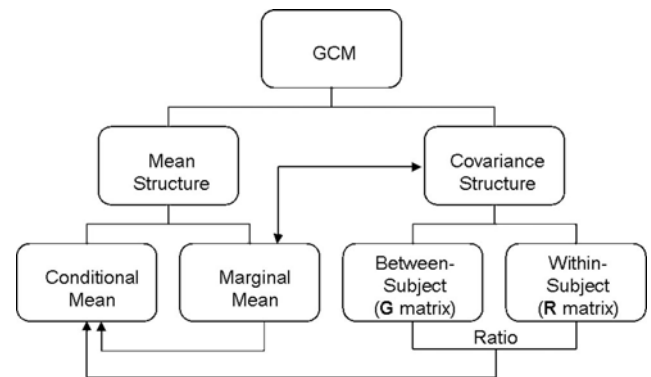 GCM
Mean
Structure
Covariance
Structure
Conditional
Mean
Marginal
Mean
Between-
Subject
(G matrix)
Within-
Subject
(R matrix)
Ratio